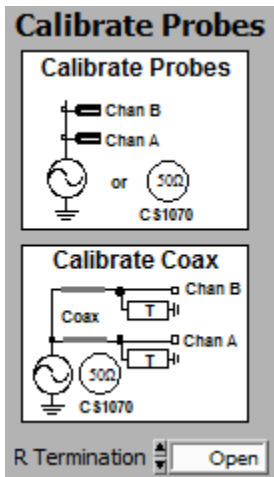 Calibrate Probes
Calibrate Probes
Chan B
Chan A
or
50Ω
CS1070
Calibrate Coax
Chan B
T
Coax
Chan A
T
50Ω
CS1070
R Termination
Open